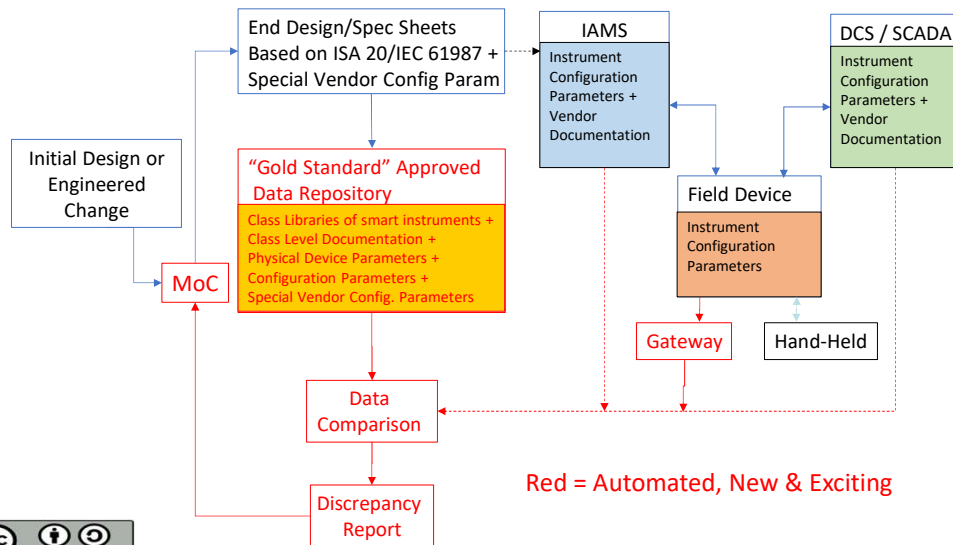 End Design/Spec Sheets
Based on ISA 20/IEC 61987 +
Special Vendor Config Param
IAMS
Instrument
Configuration
Parameters +
Vendor
Documentation
DCS / SCADA
Instrument
Configuration
Parameters +
Vendor
Documentation
Initial Design or
Engineered
Change
“Gold Standard” Approved
Data Repository
Class Libraries of smart instruments +
Class Level Documentation +
Physical Device Parameters +
Configuration Parameters +
Special Vendor Config. Parameters
Field Device
Instrument
Configuration
Parameters
MoC
Gateway
Hand-Held
Data
Comparison
Red = Automated, New & Exciting
Discrepancy
Report